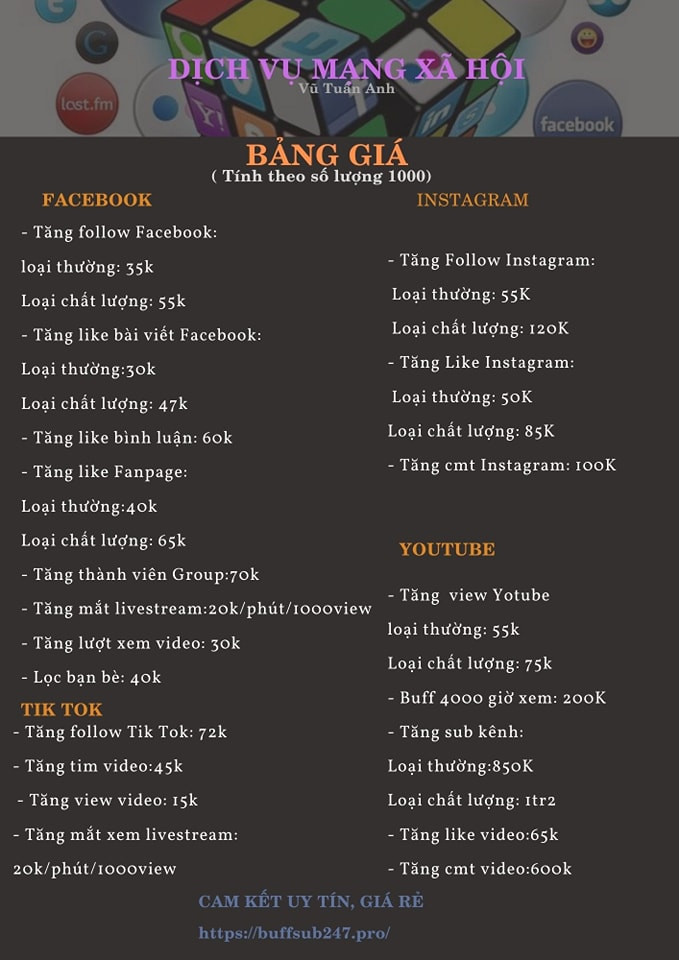 lost.fm
Y!
in
facebook
DỊCH VỤ MẠNG XÃ HỘI
Vũ Tuấn Anh
BẢNG GIÁ
( Tính theo số lượng 1000)
FACEBOOK
- Tăng follow Facebook:
loại thường: 35k
Loại chất lượng: 55k
- Tăng like bài viết Facebook:
Loại thường:30k
Loại chất lượng: 47k
- Tăng like bình luận: 60k
- Tăng like Fanpage:
Loại thường:40k
Loại chất lượng: 65k
- Tăng thành viên Group:70k
- Tăng mắt livestream:20k/phút/1000view
- Tăng lượt xem video: 30k
- Lọc bạn bè: 40k
TIK TOK
- Tăng follow Tik Tok: 72k
- Tăng tim video:45k
- Tăng view video: 15k
- Tăng mắt xem livestream:
20k/phút/1000view
INSTAGRAM
- Tăng Follow Instagram:
Loại thường: 55K
Loại chất lượng: 120K
- Tăng Like Instagram:
Loại thường: 50K
Loại chất lượng: 85K
- Tăng cmt Instagram: 100K
YOUTUBE
- Tăng  view Yotube
loại thường: 55k
Loại chất lượng: 75k
- Buff 4000 giờ xem: 200K
- Tăng sub kênh:
Loại thường:850K
Loại chất lượng: 1tr2
- Tăng like video:65k
- Tăng cmt video:600k
CAM KẾT UY TÍN, GIÁ RẺ
https://buffsub247.pro/